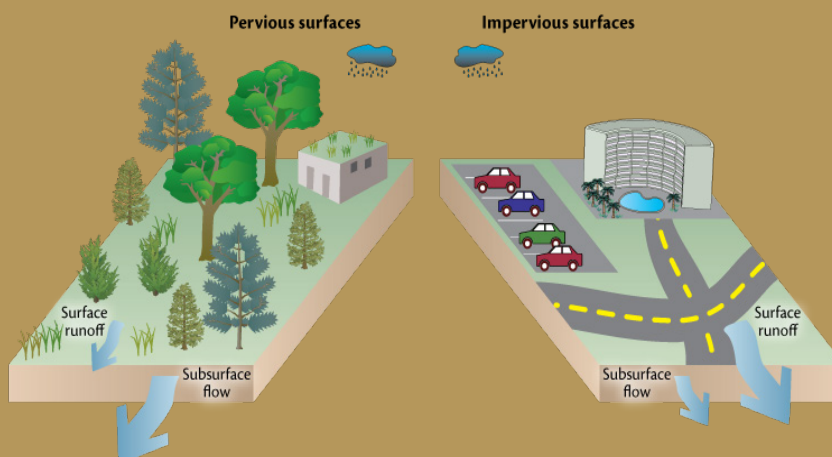 Pervious surfaces
Impervious surfaces
Surface
runoff
Subsurface
flow
Surface
runoff
Subsurface
flow